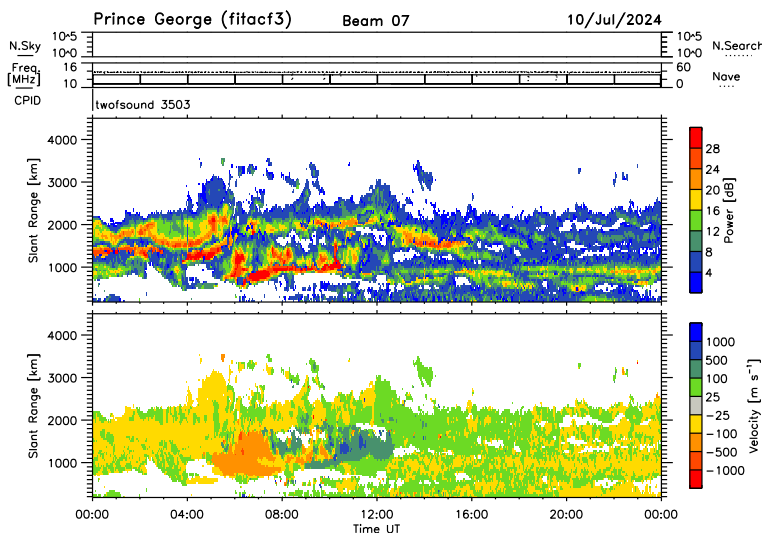 Prince George (fitacf3) Beam 07 10/Jul/2024
N.Sky 10^5 10^0 10^5 10^0 N.Search
Freq. [MHz] 16 10 60 0 Nave
CPID twofsound 3503
Slant Range [km] 4000 3000 2000 1000
Power [dB] 28 24 20 16 12 8 4
Slant Range [km] 4000 3000 2000 1000
Velocity [m s⁻¹] 1000 500 100 25 −25 −100 −500 −1000
00:00 04:00 08:00 12:00 16:00 20:00 00:00
Time UT